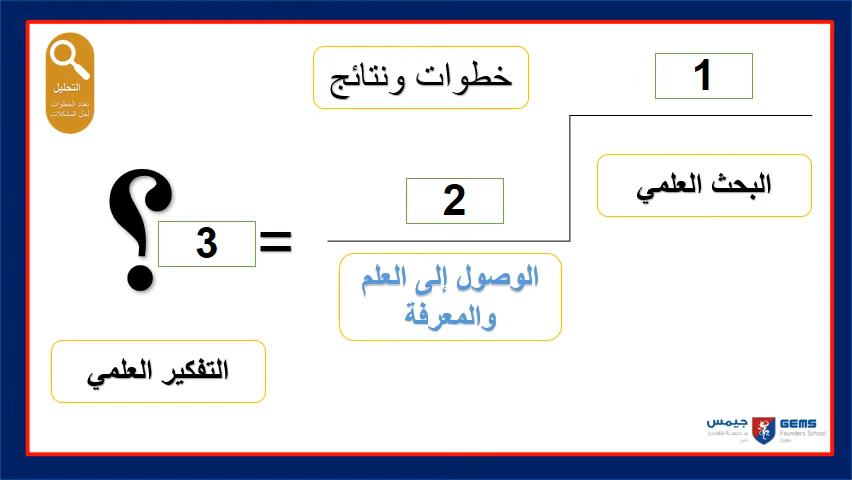 التحليل
تعدد الخطوات
لحل المشكلات
خطوات ونتائج
1
البحث العلمي
2
الوصول إلى العلم
والمعرفة
؟
3
=
التفكير العلمي
جيمس
GEMS
Founders School
Dubai